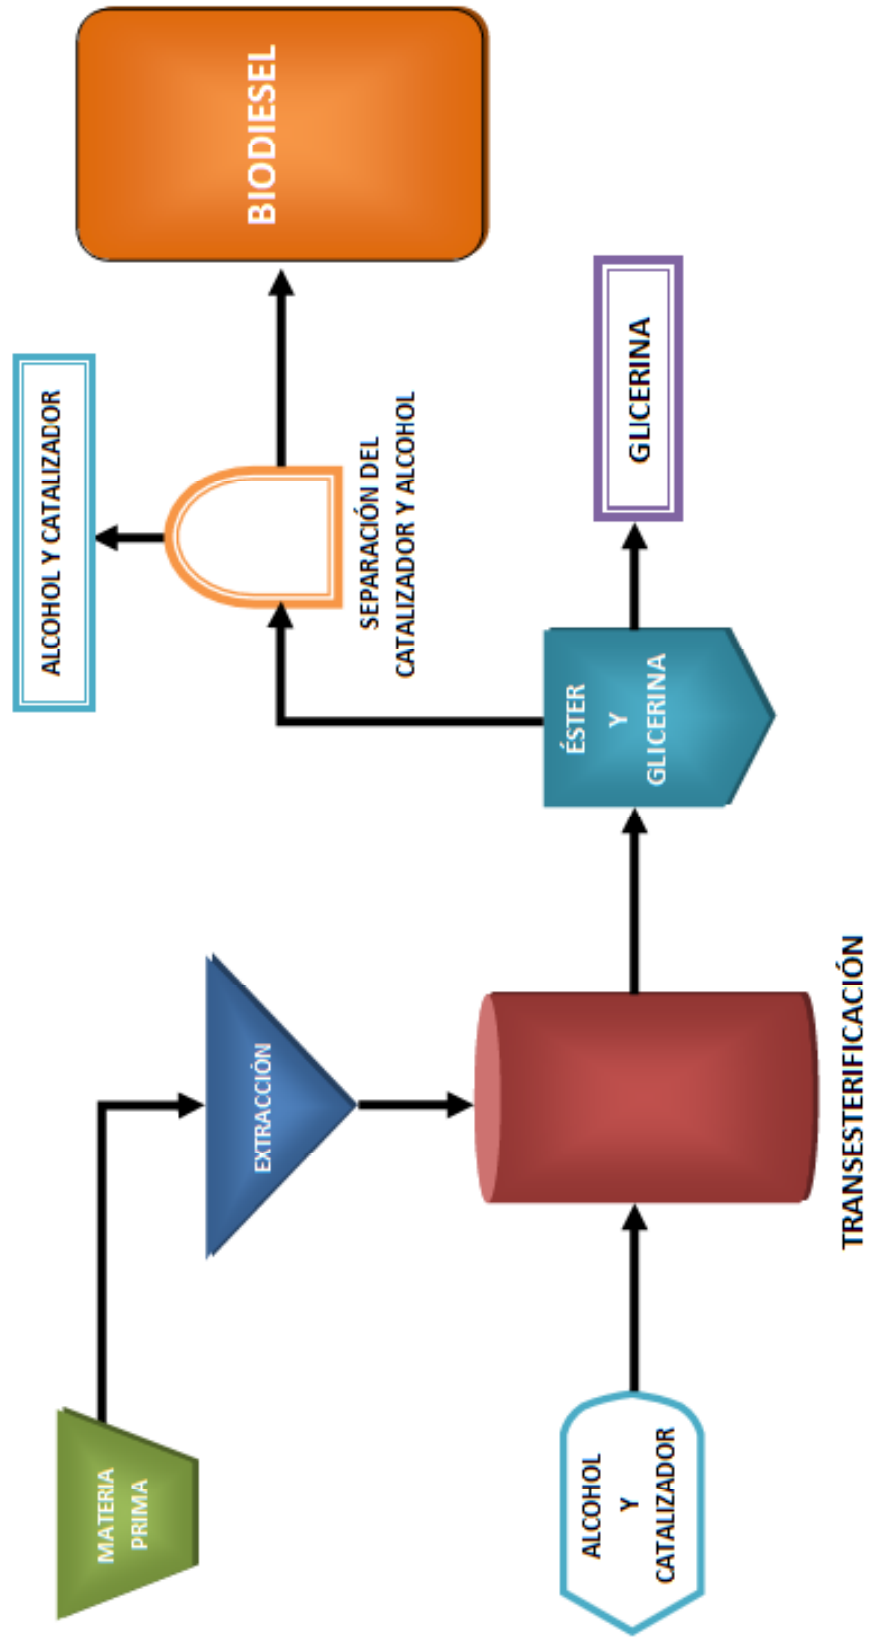 MATERIA
PRIMA
EXTRACCIÓN
ALCOHOL
Y
CATALIZADOR
TRANSESTERIFICACIÓN
ÉSTER
Y
GLICERINA
GLICERINA
SEPARACIÓN DEL
CATALIZADOR Y ALCOHOL
ALCOHOL Y CATALIZADOR
BIODIESEL